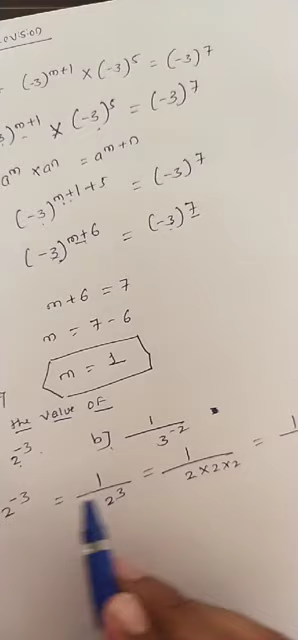 (-3)^m+1 × (-3)^5 = (-3)^7
3)^m+1 × (-3)^5 = (-3)^7
a^m × a^n = a^m+n
(-3)^m+1+5 = (-3)^7
(-3)^m+6 = (-3)^7
m+6 = 7
m = 7 - 6
m = 1
the value OF
2^-3. b] 1/3^-2
2^-3 = 1/2^3 = 1/2×2×2 = 1